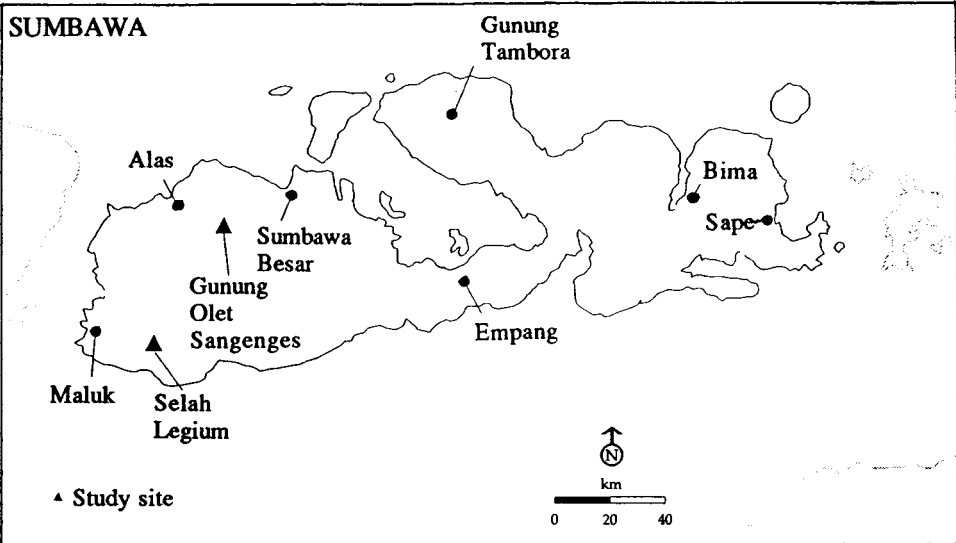 SUMBAWA
Gunung
Tambora
Alas
Bima
Sape
Sumbawa
Besar
Gunung
Olet
Sangenges
Empang
Maluk
Selah
Legium
N
km
Study site
0 20 40